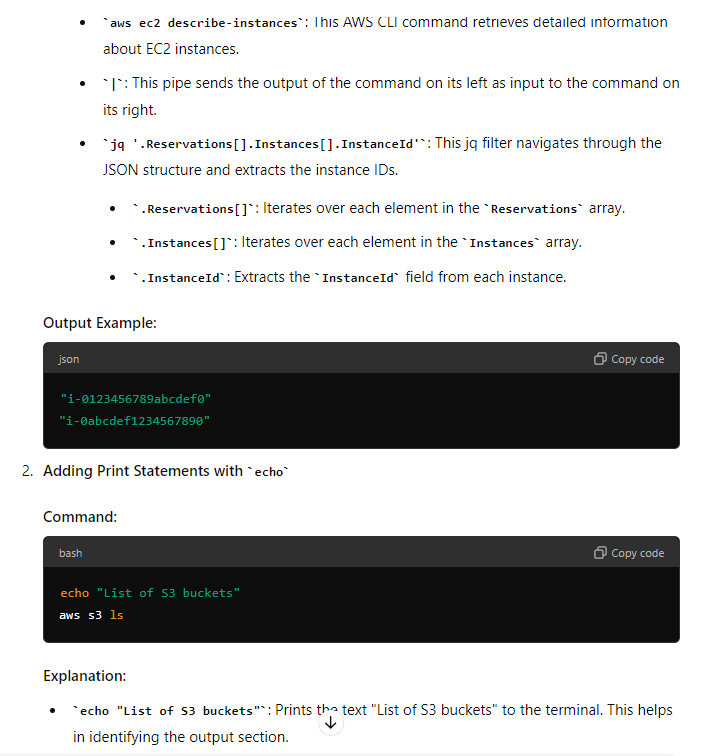 `aws ec2 describe-instances`: This AWS CLI command retrieves detailed information
about EC2 instances.
`|`: This pipe sends the output of the command on its left as input to the command on
its right.
`jq '.Reservations[].Instances[].InstanceId'`: This jq filter navigates through the
JSON structure and extracts the instance IDs.
`.Reservations[]`: Iterates over each element in the `Reservations` array.
`.Instances[]`: Iterates over each element in the `Instances` array.
`.InstanceId`: Extracts the `InstanceId` field from each instance.
Output Example:
json Copy code
"i-0123456789abcdef0"
"i-0abcdef1234567890"
2. Adding Print Statements with `echo`
Command:
bash Copy code
echo "List of S3 buckets"
aws s3 ls
Explanation:
`echo "List of S3 buckets"`: Prints the text "List of S3 buckets" to the terminal. This helps
in identifying the output section.